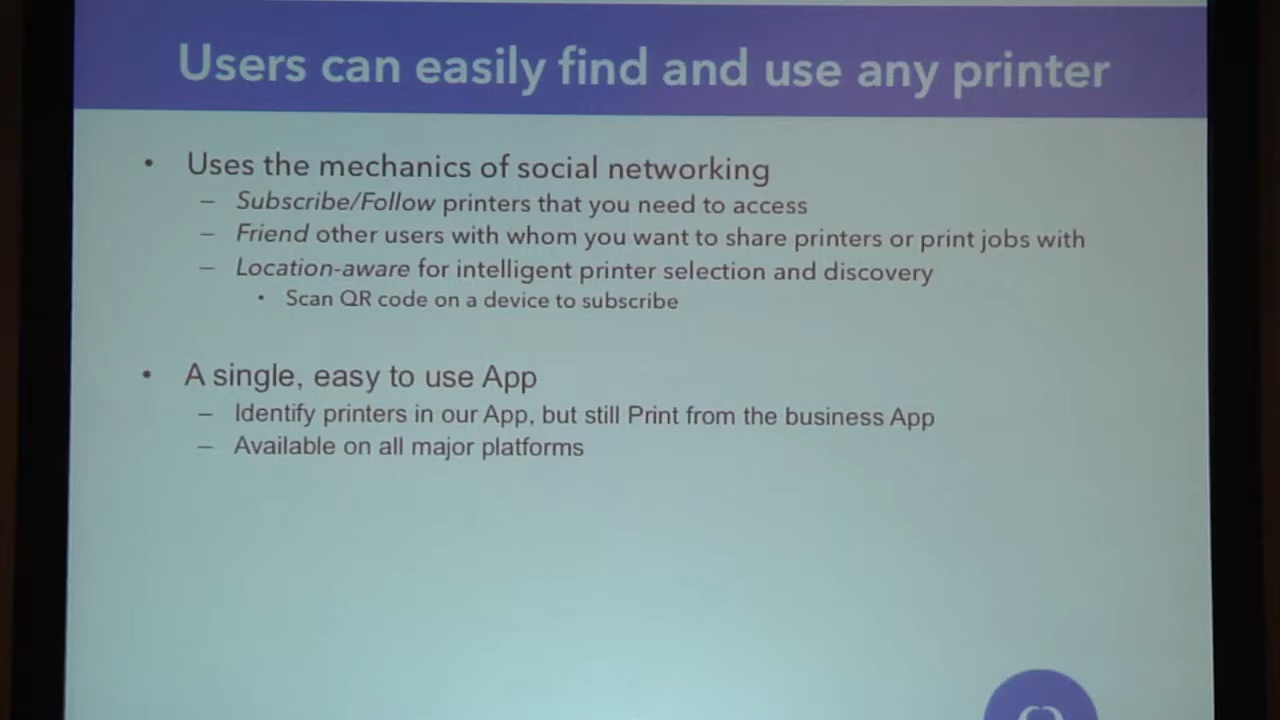 Users can easily find and use any printer
• Uses the mechanics of social networking
– Subscribe/Follow printers that you need to access
– Friend other users with whom you want to share printers or print jobs with
– Location-aware for intelligent printer selection and discovery
• Scan QR code on a device to subscribe
• A single, easy to use App
– Identify printers in our App, but still Print from the business App
– Available on all major platforms